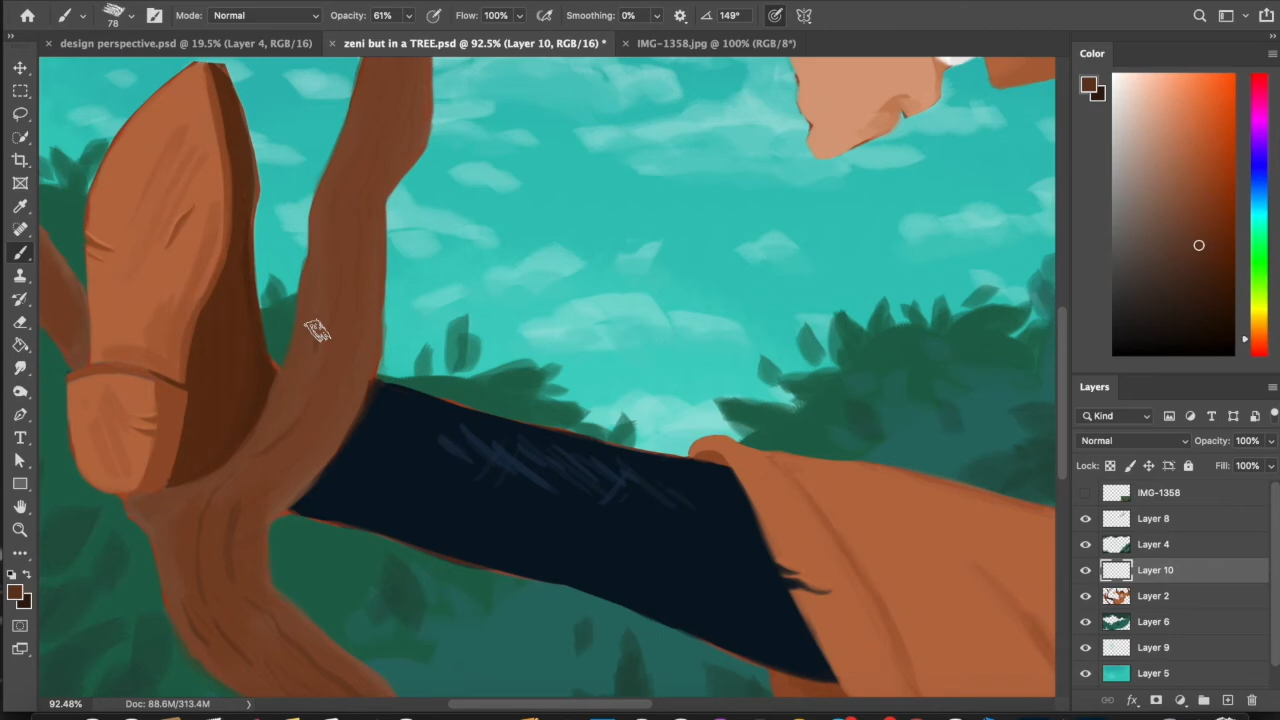 Mode: Normal Opacity: 61% Flow: 100% Smoothing: 0% 149°
78
design perspective.psd @ 19.5% (Layer 4, RGB/16) zeni but in a TREE.psd @ 92.5% (Layer 10, RGB/16) * IMG-1358.jpg @ 100% (RGB/8*)
Color
Layers
Kind
Normal Opacity: 100%
Lock: Fill: 100%
IMG-1358
Layer 8
Layer 4
Layer 10
Layer 2
Layer 6
Layer 9
Layer 5
92.48% Doc: 88.6M/313.4M